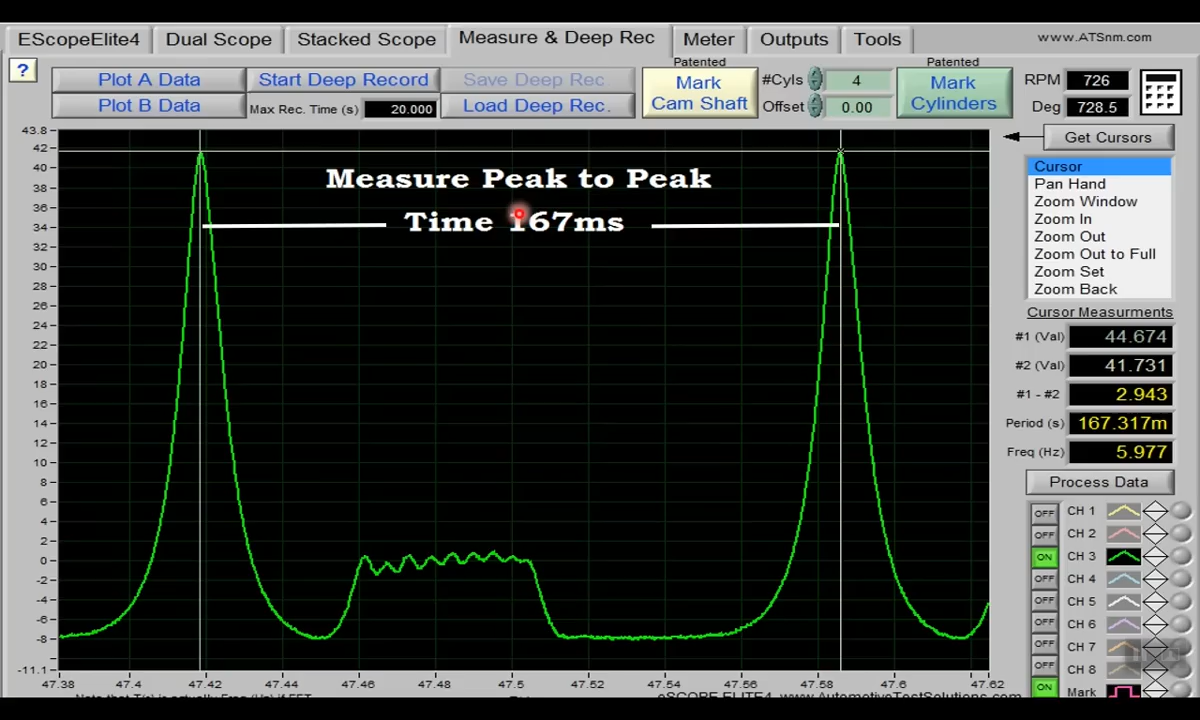 EScopeElite4 Dual Scope Stacked Scope Measure & Deep Rec Meter Outputs Tools www.ATSnm.com
? Plot A Data Start Deep Record Save Deep Rec Patented Mark Cam Shaft #Cyls 4 Patented Mark Cylinders RPM 726
Plot B Data Max Rec. Time (s) 20.000 Load Deep Rec. Offset 0.00 Deg 728.5
Get Cursors
Cursor
Pan Hand
Zoom Window
Zoom In
Zoom Out
Zoom Out to Full
Zoom Set
Zoom Back
Cursor Measurments
#1 (Val) 44.674
#2 (Val) 41.731
#1 - #2 2.943
Period (s) 167.317m
Freq (Hz) 5.977
Process Data
OFF CH 1
OFF CH 2
ON CH 3
OFF CH 4
OFF CH 5
OFF CH 6
OFF CH 7
OFF CH 8
ON Mark
Measure Peak to Peak
Time 167ms
43.8
42
40
38
36
34
32
30
28
26
24
22
20
18
16
14
12
10
8
6
4
2
0
-2
-4
-6
-8
-11.1
47.38 47.4 47.42 47.44 47.46 47.48 47.5 47.52 47.54 47.56 47.58 47.6 47.62
eSCOPE ELITE4 www.AutomotiveTestSolutions.com